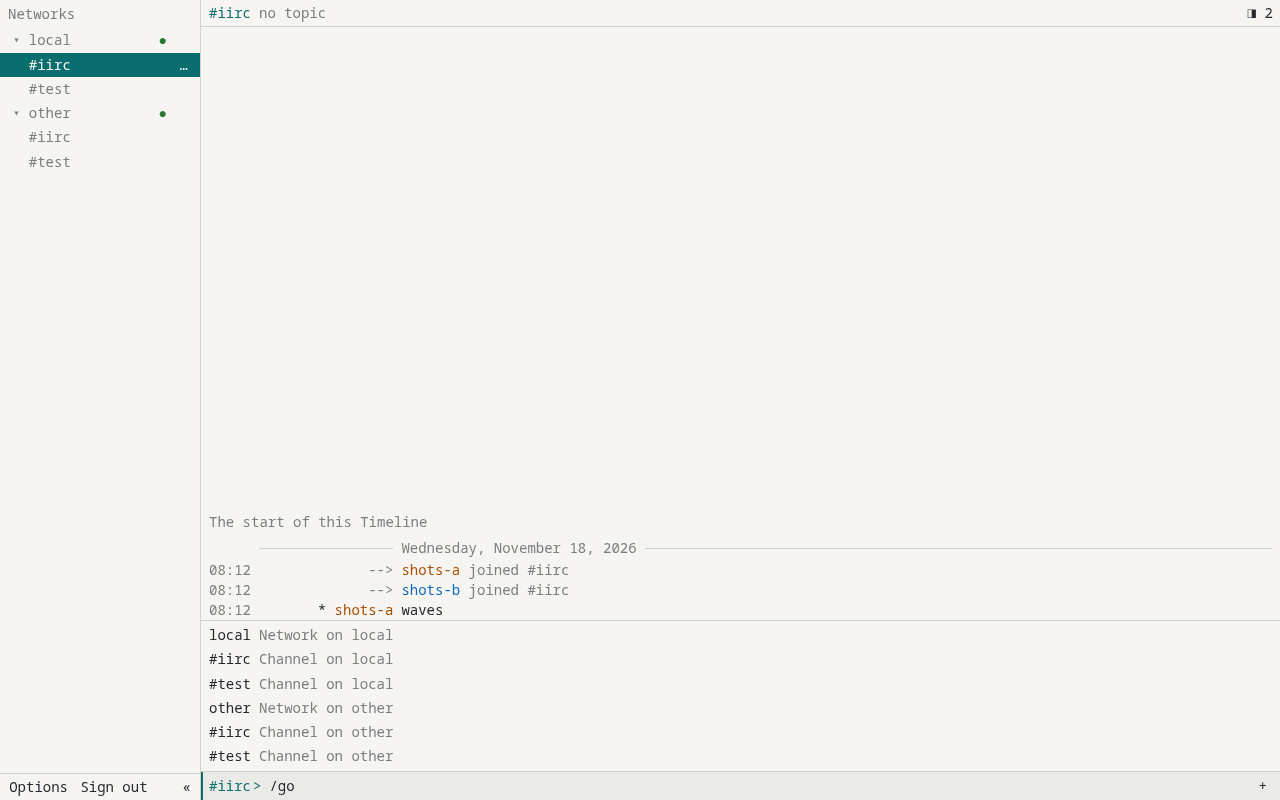 Networks
▾ local ●
#iirc …
#test
▾ other ●
#iirc
#test
Options Sign out «
#iirc no topic ◨ 2
The start of this Timeline
Wednesday, November 18, 2026
08:12 --> shots-a joined #iirc
08:12 --> shots-b joined #iirc
08:12 * shots-a waves
local Network on local
#iirc Channel on local
#test Channel on local
other Network on other
#iirc Channel on other
#test Channel on other
#iirc> /go +